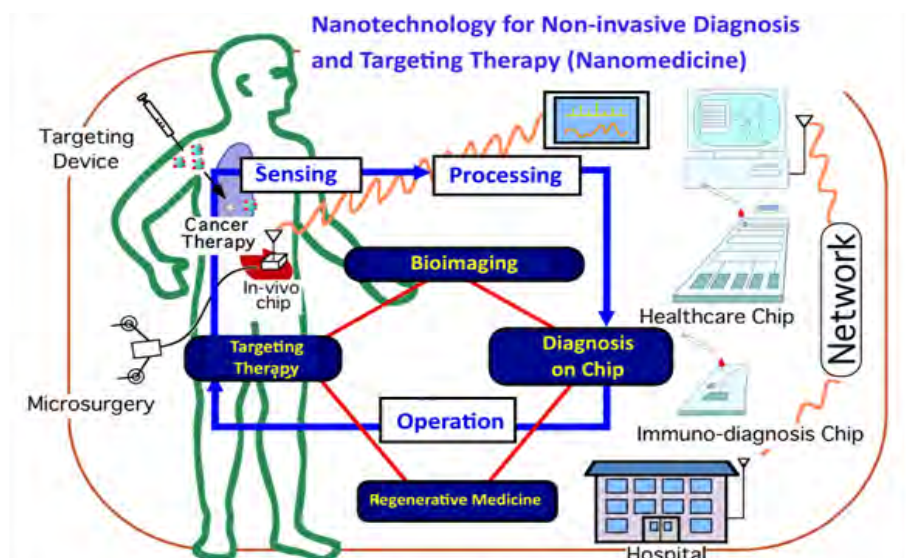 Nanotechnology for Non-invasive Diagnosis
and Targeting Therapy (Nanomedicine)
Targeting
Device
Sensing
Processing
Cancer
Therapy
In-vivo
chip
Bioimaging
Healthcare Chip
Network
Targeting
Therapy
Diagnosis
on Chip
Microsurgery
Operation
Immuno-diagnosis Chip
Regenerative Medicine
Hospital